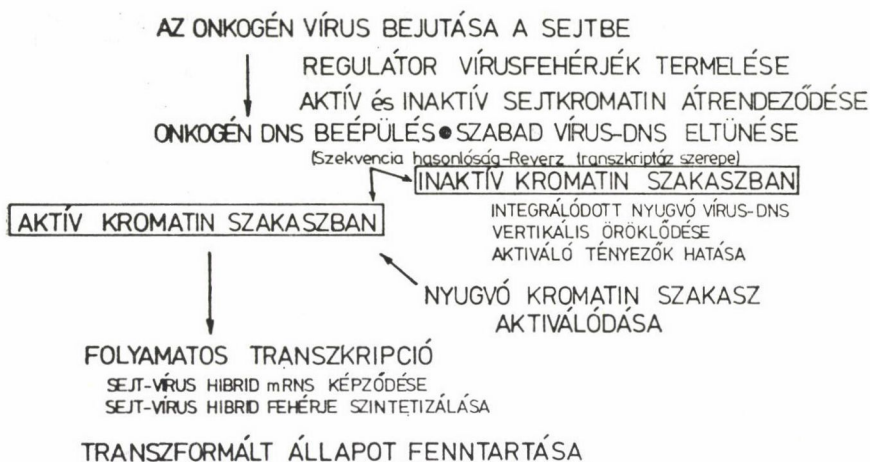 AZ ONKOGÉN VÍRUS BEJUTÁSA A SEJTBE
REGULÁTOR VÍRUSFEHÉRJÉK TERMELÉSE
AKTÍV és INAKTÍV SEJTKROMATIN ÁTRENDEZŐDÉSE
ONKOGÉN DNS BEÉPÜLÉS • SZABAD VÍRUS-DNS ELTÜNÉSE
(Szekvencia hasonlóság-Reverz transzkriptáz szerepe)
INAKTÍV KROMATIN SZAKASZBAN
AKTÍV KROMATIN SZAKASZBAN
INTEGRÁLÓDOTT NYUGVÓ VÍRUS-DNS
VERTIKÁLIS ÖRÖKLŐDÉSE
AKTIVÁLÓ TÉNYEZŐK HATÁSA
NYUGVÓ KROMATIN SZAKASZ
AKTIVÁLÓDÁSA
FOLYAMATOS TRANSZKRIPCIÓ
SEJT-VÍRUS HIBRID mRNS KÉPZŐDÉSE
SEJT-VÍRUS HIBRID FEHÉRJE SZINTETIZÁLÁSA
TRANSZFORMÁLT ÁLLAPOT FENNTARTÁSA